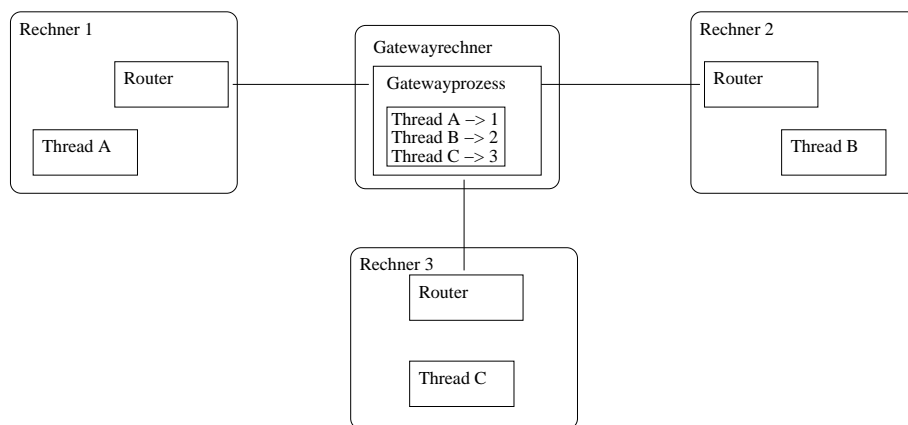 Rechner 1
Router
Thread A
Gatewayrechner
Gatewayprozess
Thread A −> 1
Thread B −> 2
Thread C −> 3
Rechner 2
Router
Thread B
Rechner 3
Router
Thread C